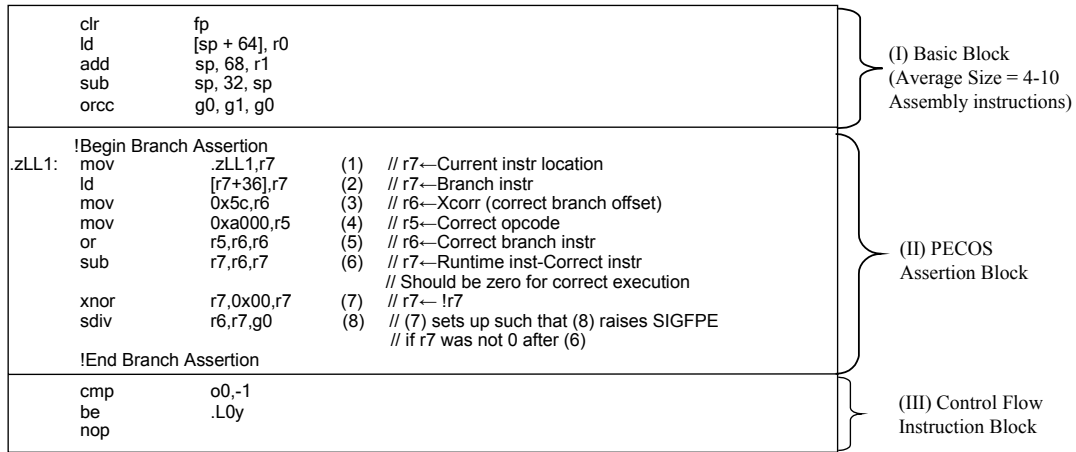 clr fp
ld [sp + 64], r0
add sp, 68, r1
sub sp, 32, sp
orcc g0, g1, g0
(I) Basic Block
(Average Size = 4-10
Assembly instructions)
!Begin Branch Assertion
.zLL1: mov .zLL1,r7 (1) // r7←Current instr location
ld [r7+36],r7 (2) // r7←Branch instr
mov 0x5c,r6 (3) // r6←Xcorr (correct branch offset)
mov 0xa000,r5 (4) // r5←Correct opcode
or r5,r6,r6 (5) // r6←Correct branch instr
sub r7,r6,r7 (6) // r7←Runtime inst-Correct instr
// Should be zero for correct execution
xnor r7,0x00,r7 (7) // r7← !r7
sdiv r6,r7,g0 (8) // (7) sets up such that (8) raises SIGFPE
// if r7 was not 0 after (6)
!End Branch Assertion
(II) PECOS
Assertion Block
cmp o0,-1
be .L0y
nop
(III) Control Flow
Instruction Block